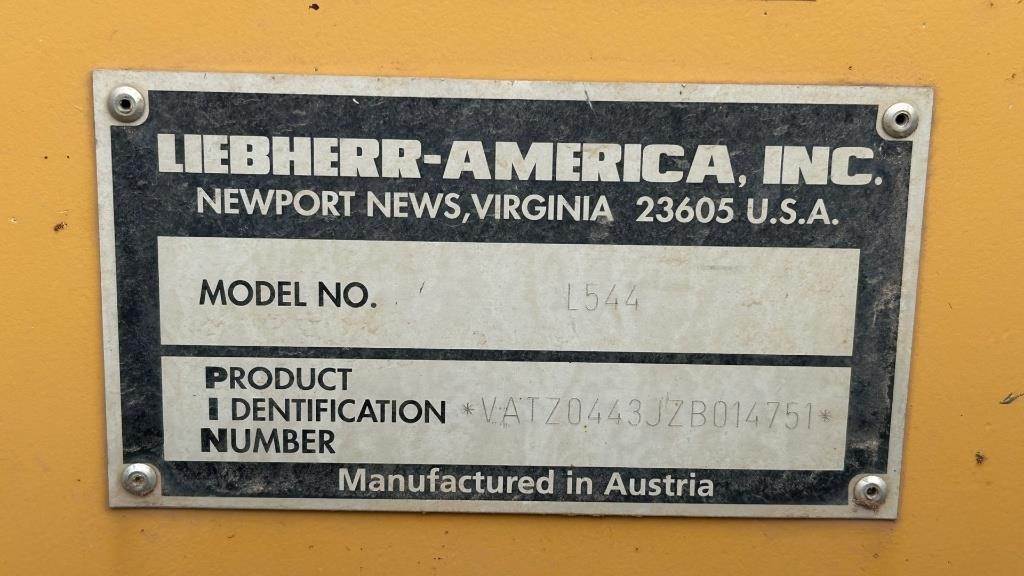 LIEBHERR-AMERICA, INC.
NEWPORT NEWS, VIRGINIA 23605 U.S.A.
MODEL NO. L544
PRODUCT
IDENTIFICATION *VATZ0443JZB014751*
NUMBER
Manufactured in Austria